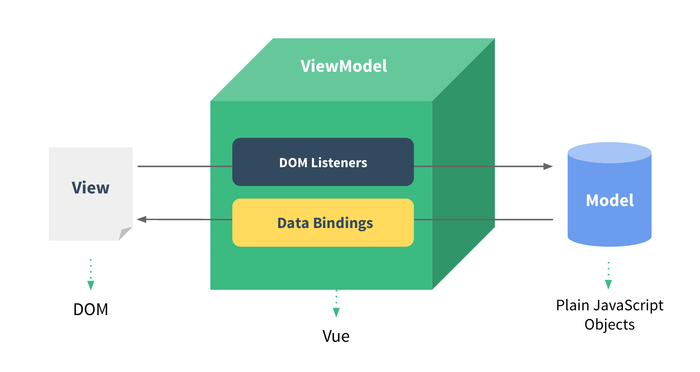 ViewModel
DOM Listeners
View
Data Bindings
Model
DOM
Vue
Plain JavaScript
Objects